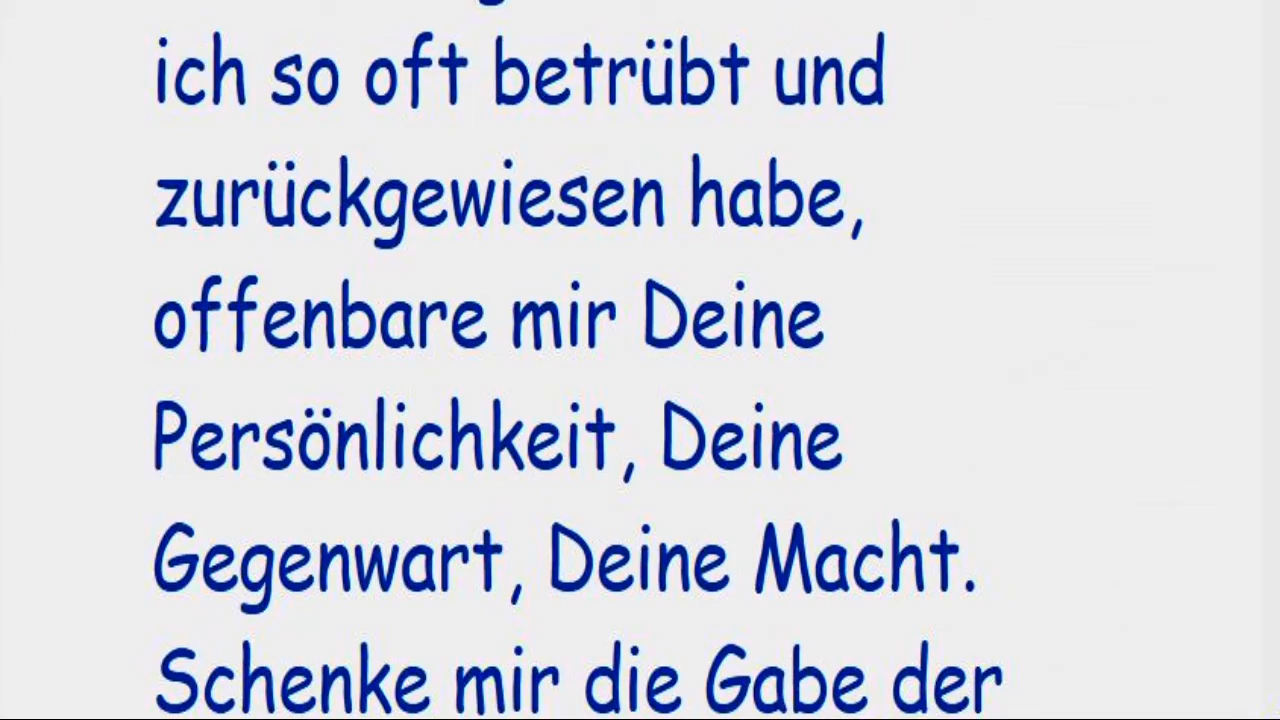 ich so oft betrübt und
zurückgewiesen habe,
offenbare mir Deine
Persönlichkeit, Deine
Gegenwart, Deine Macht.
Schenke mir die Gabe der